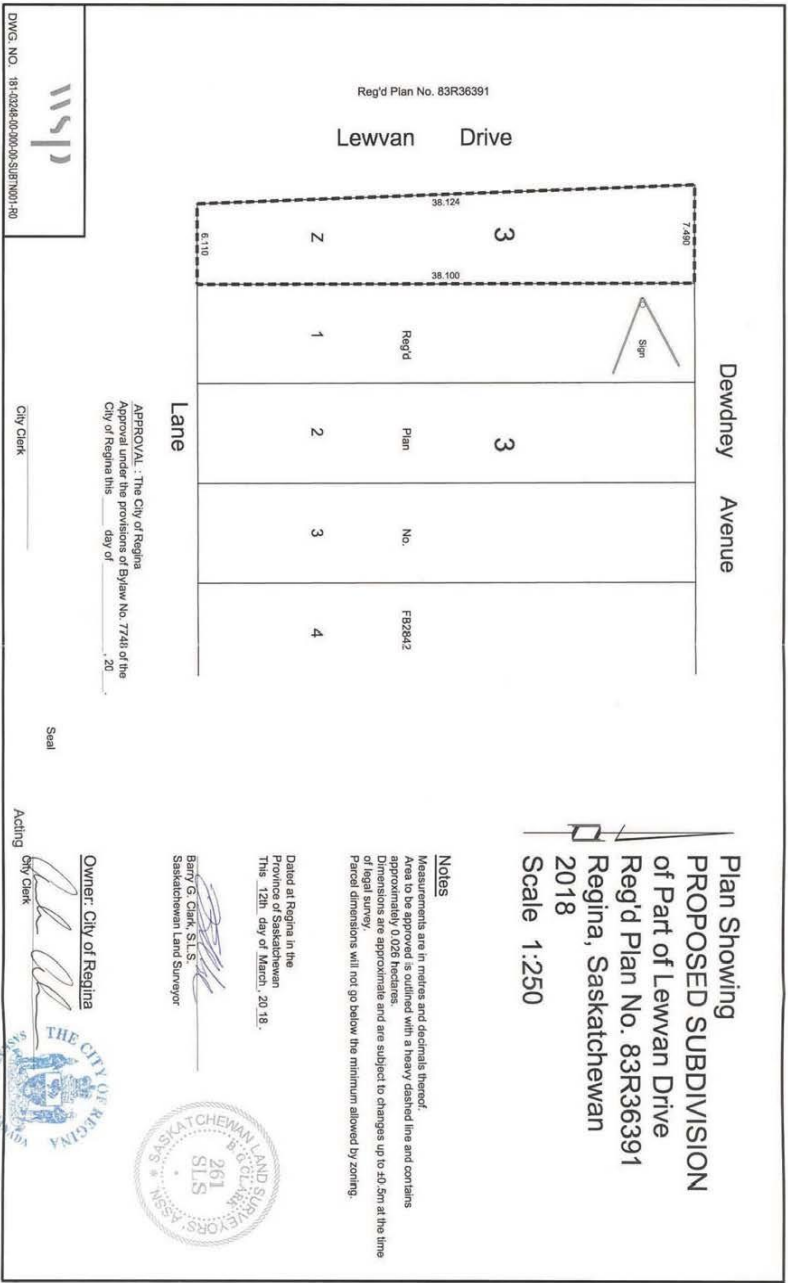 Plan Showing
PROPOSED SUBDIVISION
of Part of Lewvan Drive
Reg'd Plan No. 83R36391
Regina, Saskatchewan
2018
Scale 1:250
Dewdney Avenue
Reg'd Plan No. 83R36391
Lewvan Drive
7.490
38.124
38.100
6.110
3
Z
Sign
3
Reg'd Plan No. FB2842
1 2 3 4
Lane
Notes
Measurements are in metres and decimals thereof.
Area to be approved is outlined with a heavy dashed line and contains
approximately 0.026 hectares.
Dimensions are approximate and are subject to changes up to ±0.5m at the time
of legal survey.
Parcel dimensions will not go below the minimum allowed by zoning.
Dated at Regina in the
Province of Saskatchewan
This 12th day of March, 2018.
Barry G. Clark, S.L.S.
Saskatchewan Land Surveyor
SASKATCHEWAN LAND SURVEYORS' ASSN.
B. G. CLARK
261
SLS
APPROVAL : The City of Regina
Approval under the provisions of Bylaw No. 7748 of the
City of Regina this ____ day of ____________, 20__.
City Clerk
Seal
Owner: City of Regina
Acting City Clerk
THE CITY OF REGINA
wsp
DWG. NO. 181-03248-00-000-00-SUBTN001-R0